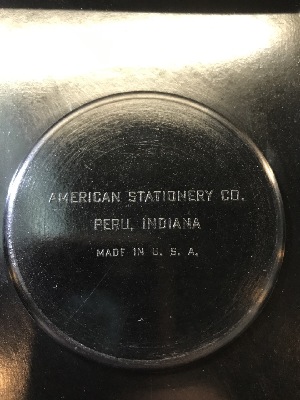 AMERICAN STATIONERY CO.
PERU, INDIANA
MADE IN U. S. A.